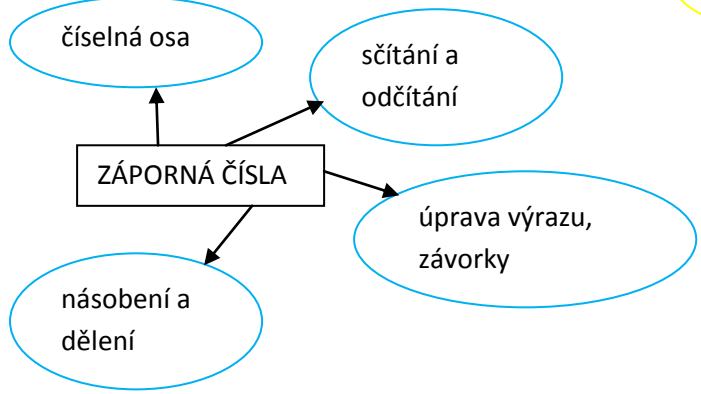 číselná osa
sčítání a
odčítání
ZÁPORNÁ ČÍSLA
úprava výrazu,
závorky
násobení a
dělení